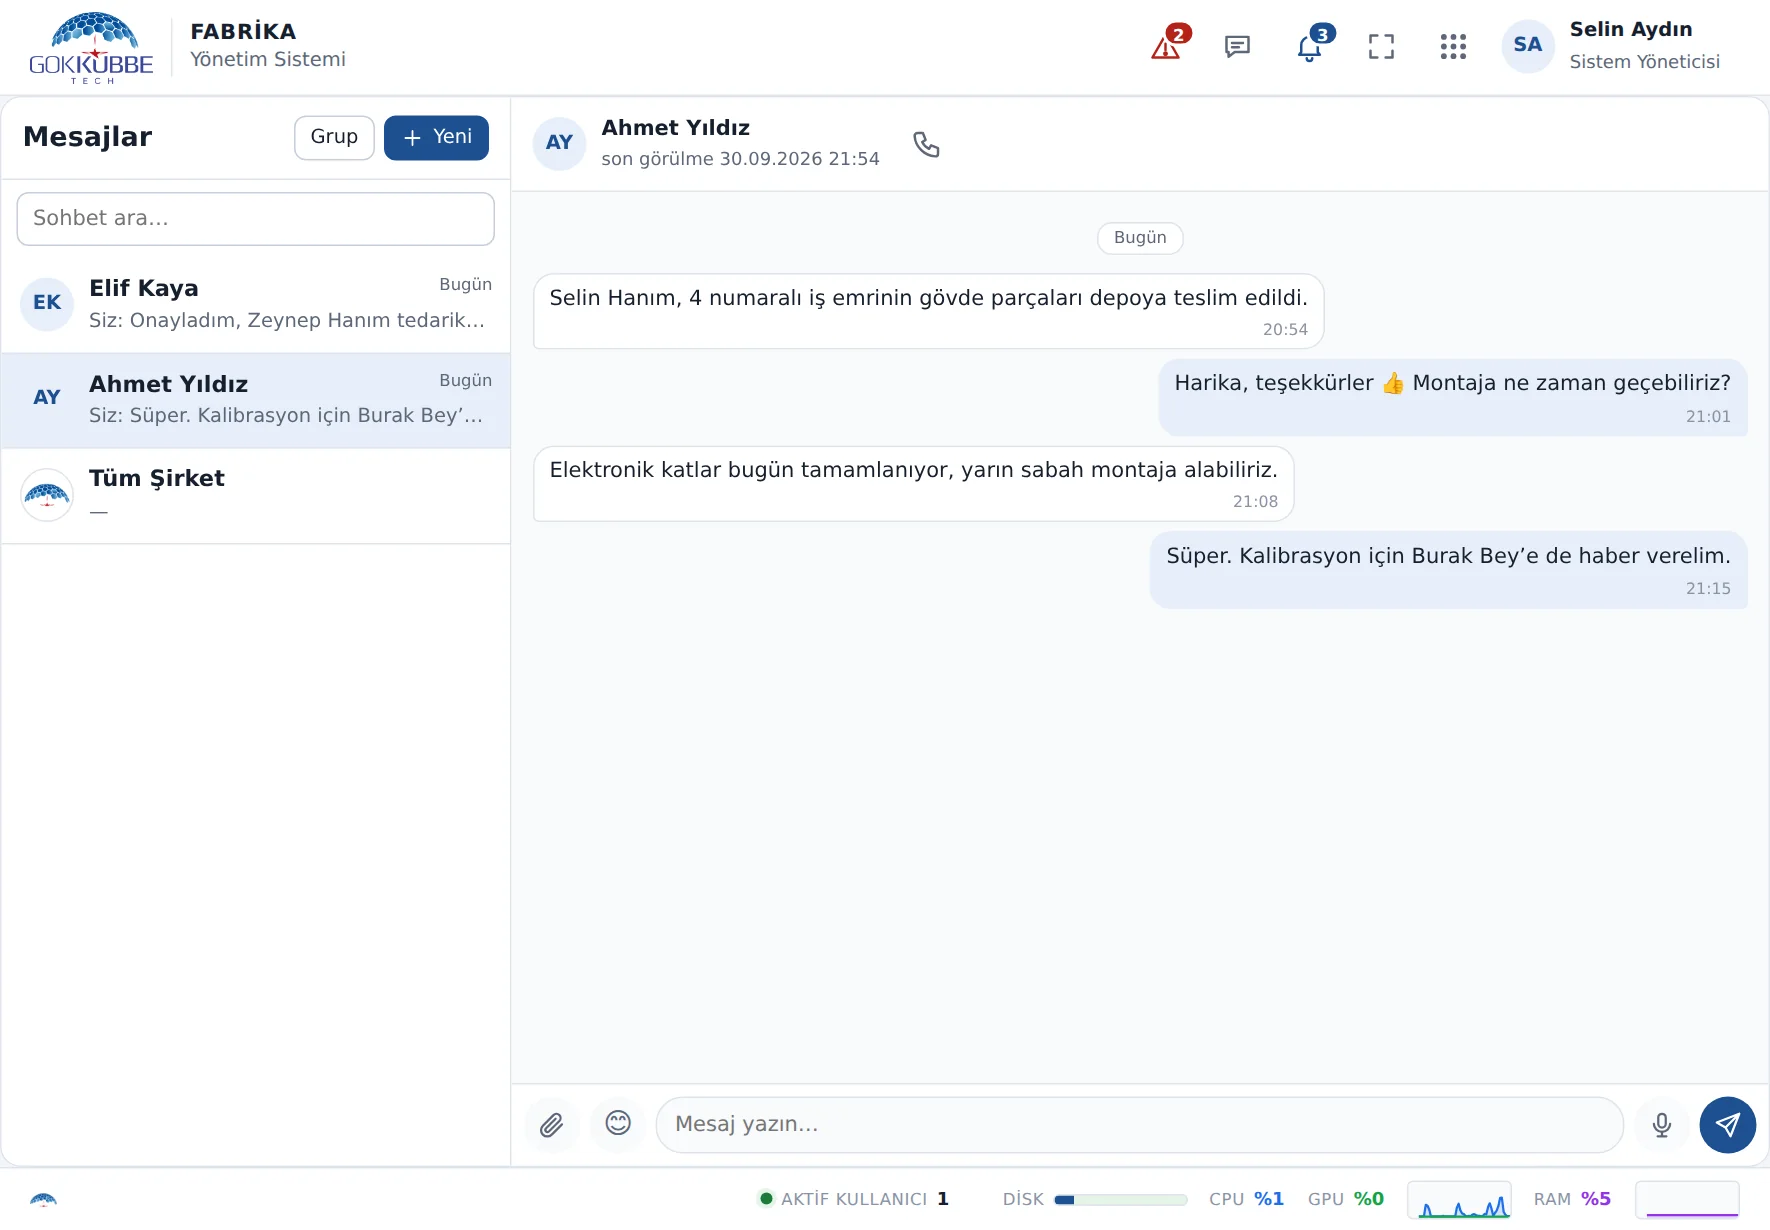 GÖKKUBBE
TECH
FABRİKA
Yönetim Sistemi
2
3
SA
Selin Aydın
Sistem Yöneticisi
Mesajlar
Grup
+ Yeni
Sohbet ara...
EK
Elif Kaya
Bugün
Siz: Onayladım, Zeynep Hanım tedarik...
AY
Ahmet Yıldız
Bugün
Siz: Süper. Kalibrasyon için Burak Bey’...
Tüm Şirket
—
AY
Ahmet Yıldız
son görülme 30.09.2026 21:54
Bugün
Selin Hanım, 4 numaralı iş emrinin gövde parçaları depoya teslim edildi.
20:54
Harika, teşekkürler 👍 Montaja ne zaman geçebiliriz?
21:01
Elektronik katlar bugün tamamlanıyor, yarın sabah montaja alabiliriz.
21:08
Süper. Kalibrasyon için Burak Bey’e de haber verelim.
21:15
Mesaj yazın...
AKTİF KULLANICI 1
DİSK
CPU %1
GPU %0
RAM %5